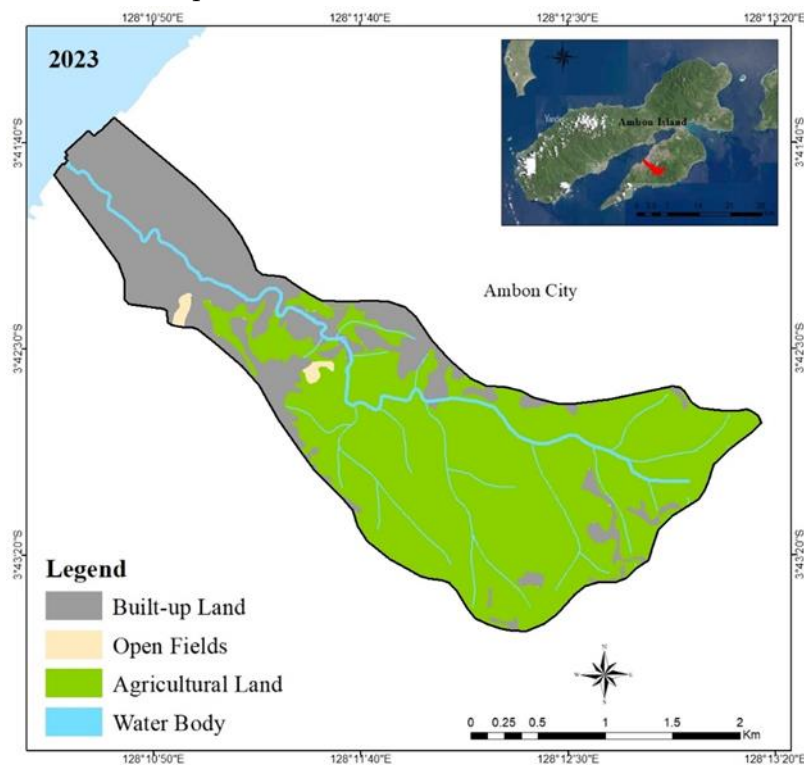 128°10'50"E 128°11'40"E 128°12'30"E 128°13'20"E
2023
Ambon Island
3°41'40"S 3°41'40"S
Ambon City
3°42'30"S 3°42'30"S
3°43'20"S 3°43'20"S
Legend
Built-up Land
Open Fields
Agricultural Land
Water Body
N
W E
S
0 0.25 0.5 1 1.5 2
Km
128°10'50"E 128°11'40"E 128°12'30"E 128°13'20"E